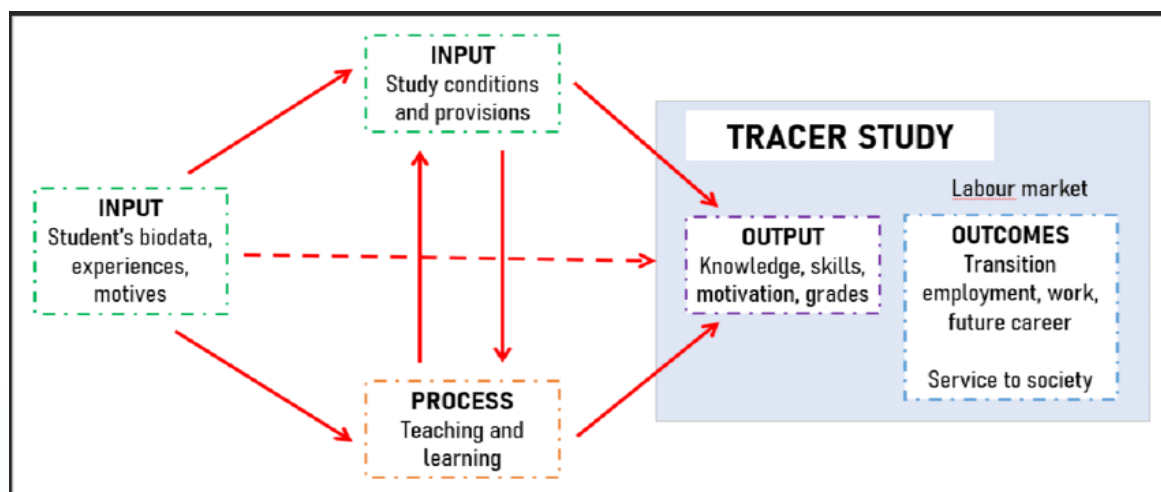 INPUT
Study conditions
and provisions
TRACER STUDY
Labour market
INPUT
Student's biodata,
experiences,
motives
OUTPUT
Knowledge, skills,
motivation, grades
OUTCOMES
Transition
employment, work,
future career
Service to society
PROCESS
Teaching and
learning